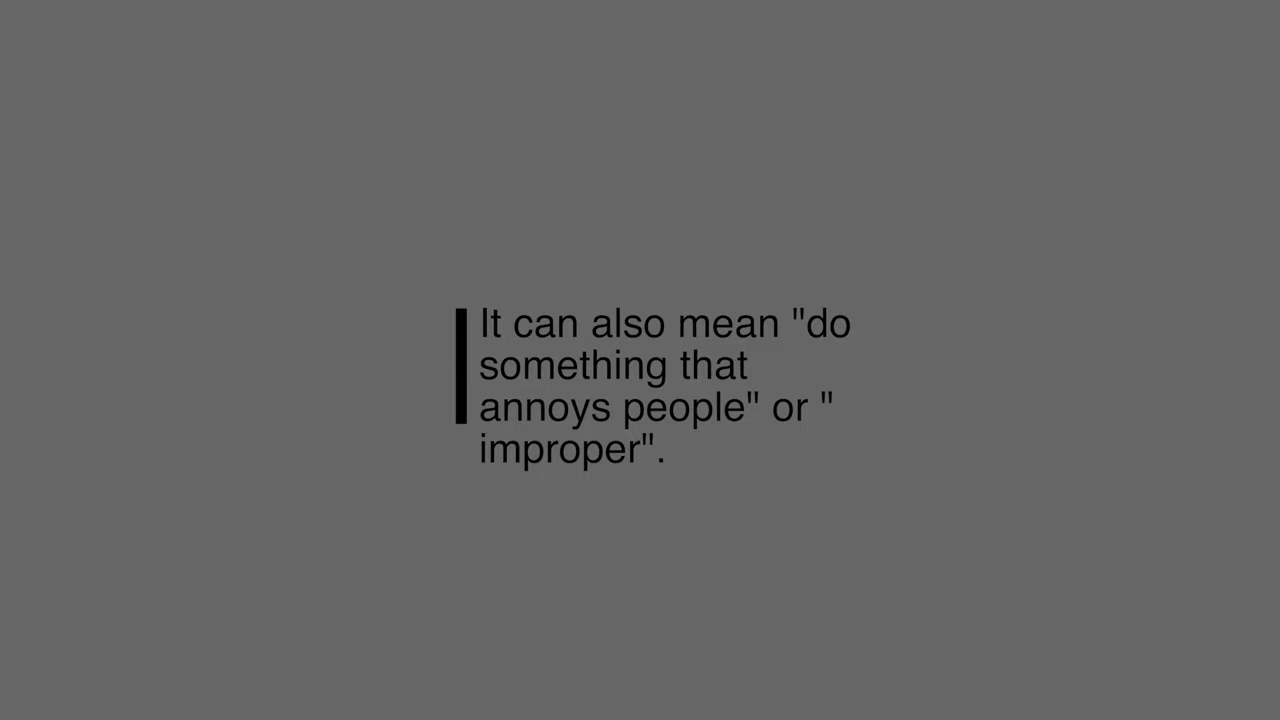 It can also mean "do
something that
annoys people" or "
improper".